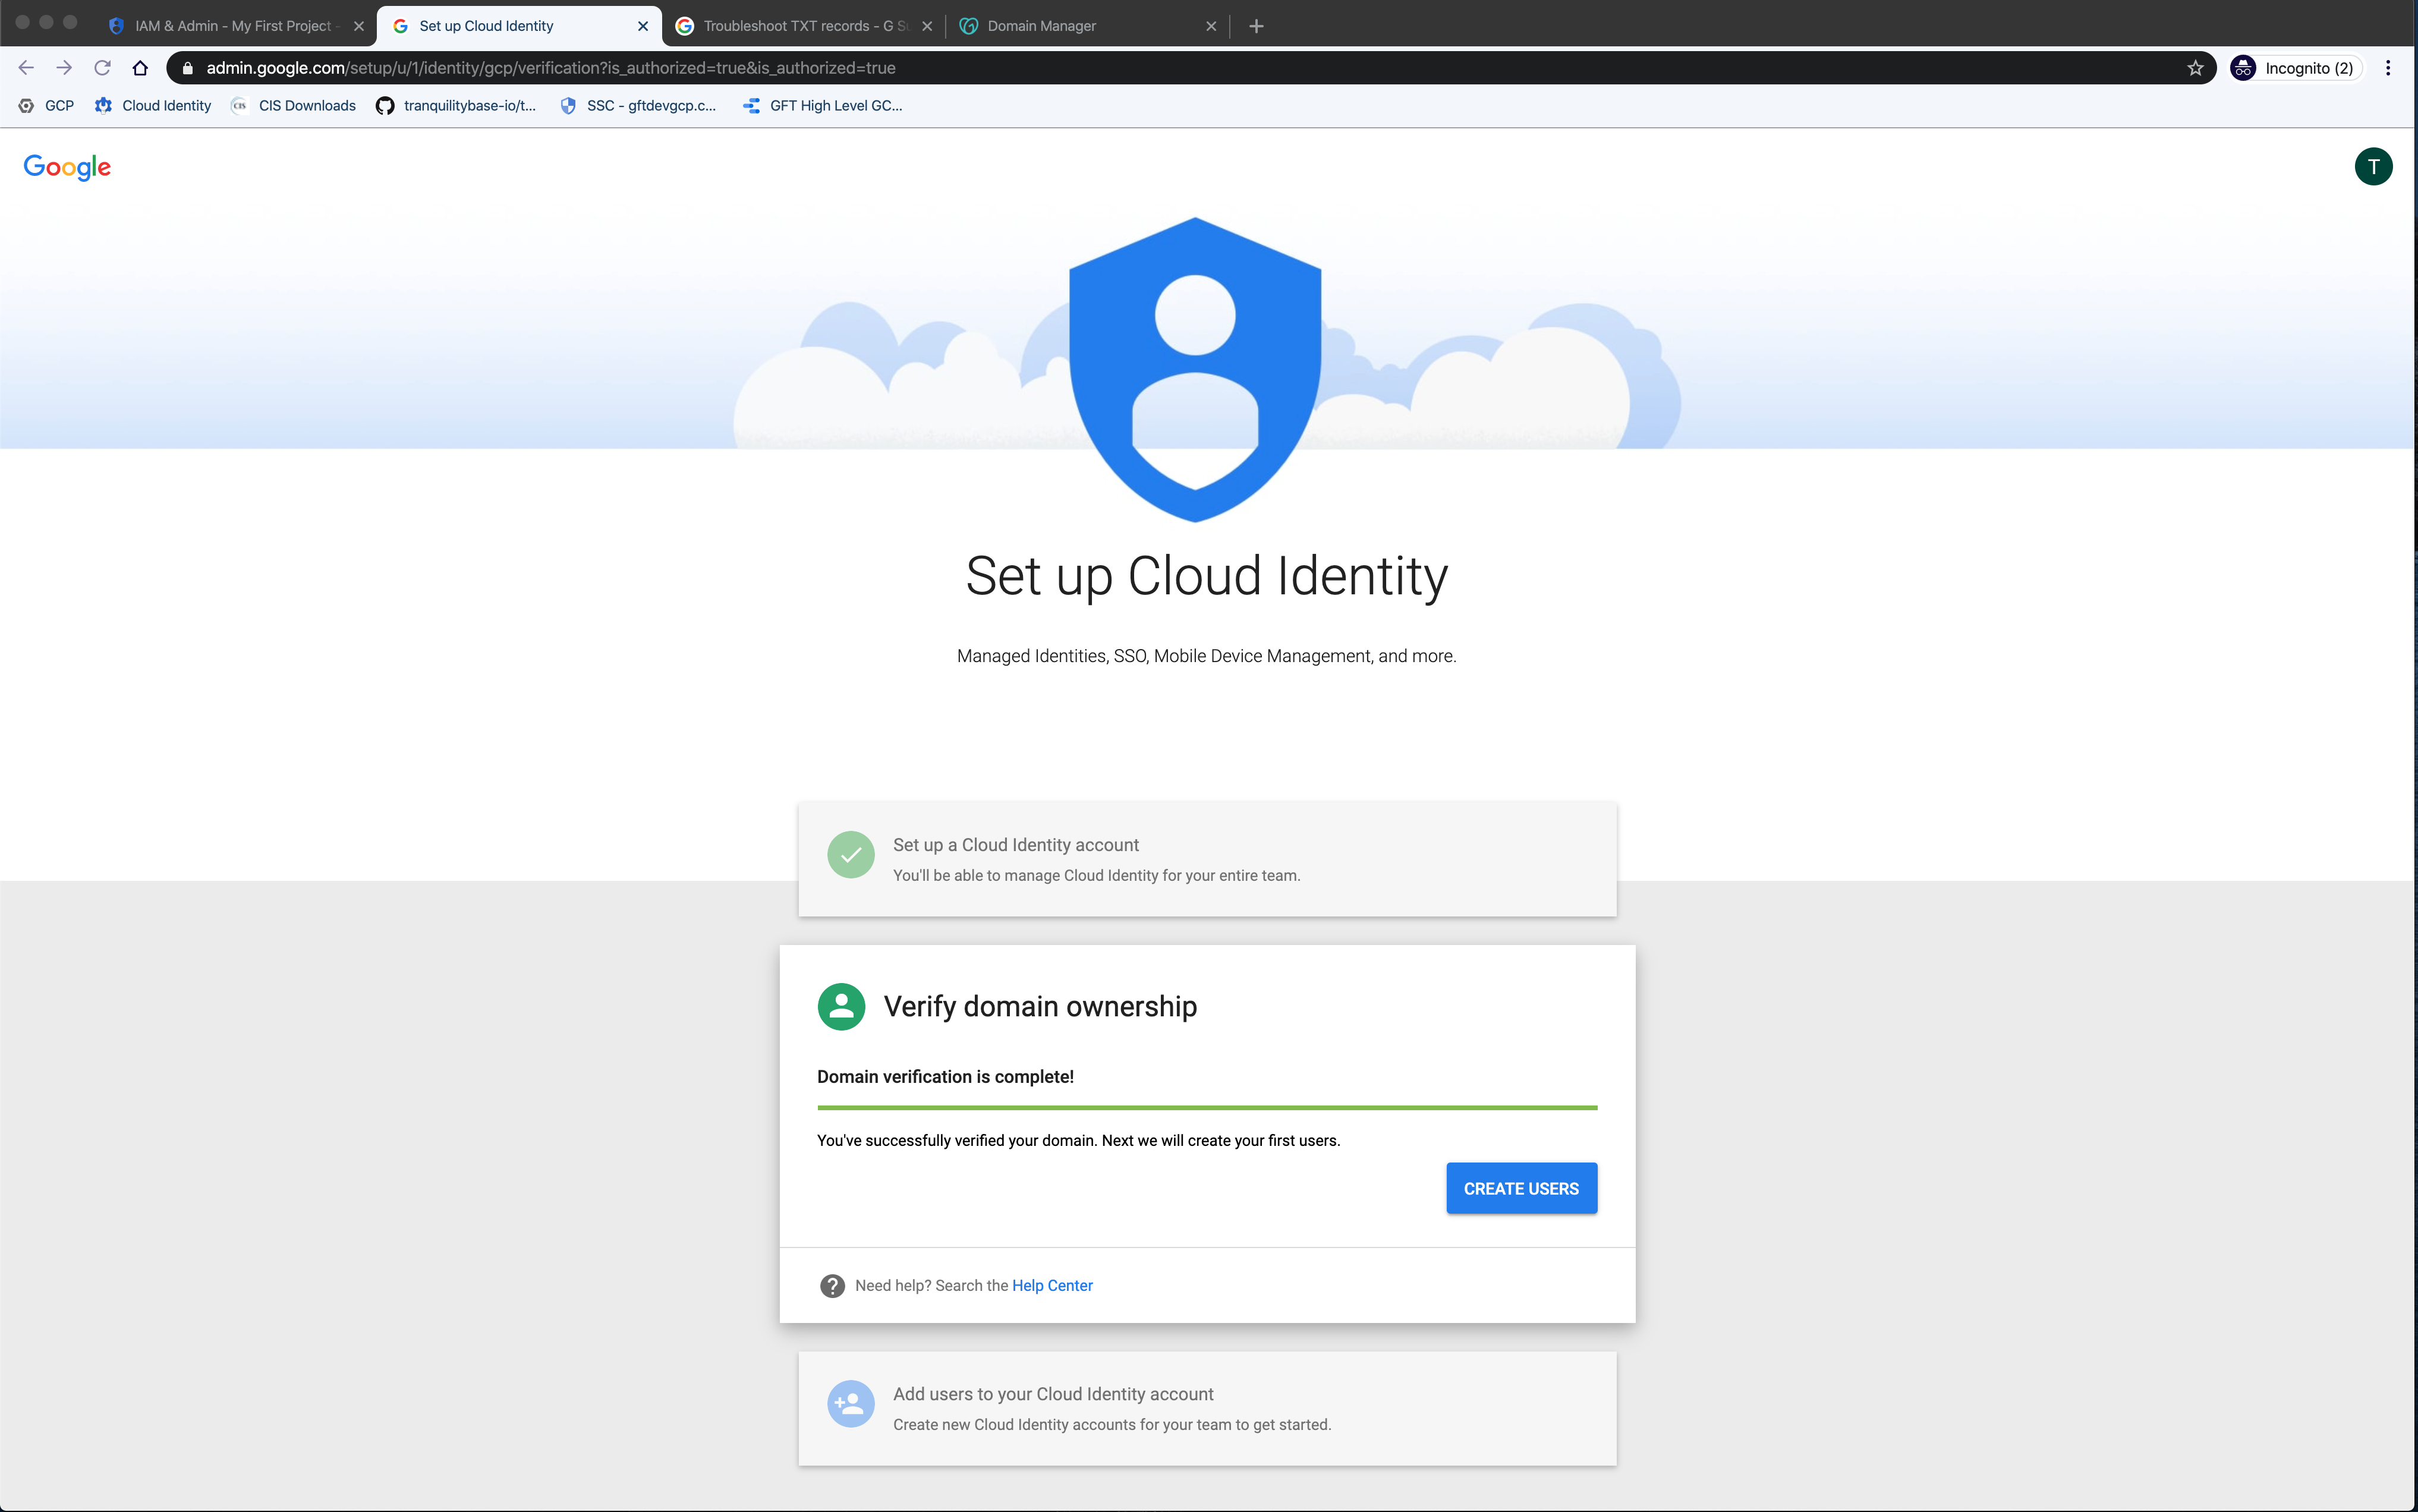 IAM & Admin - My First Project -
Set up Cloud Identity
Troubleshoot TXT records - G S
Domain Manager
admin.google.com/setup/u/1/identity/gcp/verification?is_authorized=true&is_authorized=true
Incognito (2)
GCP
Cloud Identity
CIS
CIS Downloads
tranquilitybase-io/t...
SSC - gftdevgcp.c...
GFT High Level GC...
Google
T
Set up Cloud Identity
Managed Identities, SSO, Mobile Device Management, and more.
Set up a Cloud Identity account
You'll be able to manage Cloud Identity for your entire team.
Verify domain ownership
Domain verification is complete!
You've successfully verified your domain. Next we will create your first users.
CREATE USERS
Need help? Search the Help Center
Add users to your Cloud Identity account
Create new Cloud Identity accounts for your team to get started.